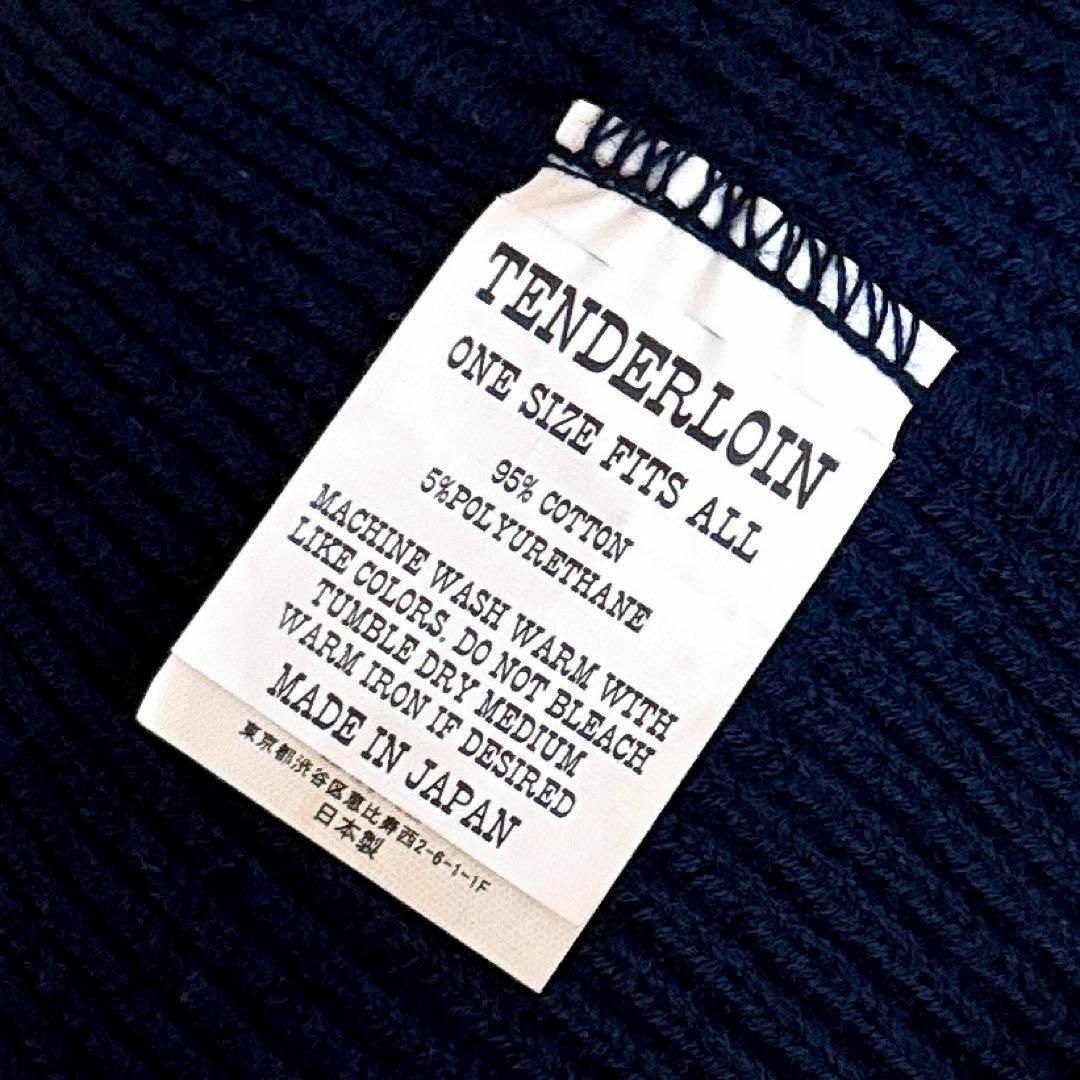 TENDERLOIN
ONE SIZE FITS ALL
95% COTTON
5%POLYURETHANE
MACHINE WASH WARM WITH
LIKE COLORS. DO NOT BLEACH
TUMBLE DRY MEDIUM
WARM IRON IF DESIRED
MADE IN JAPAN
東京都渋谷区恵比寿西2-6-1-1F
日本製